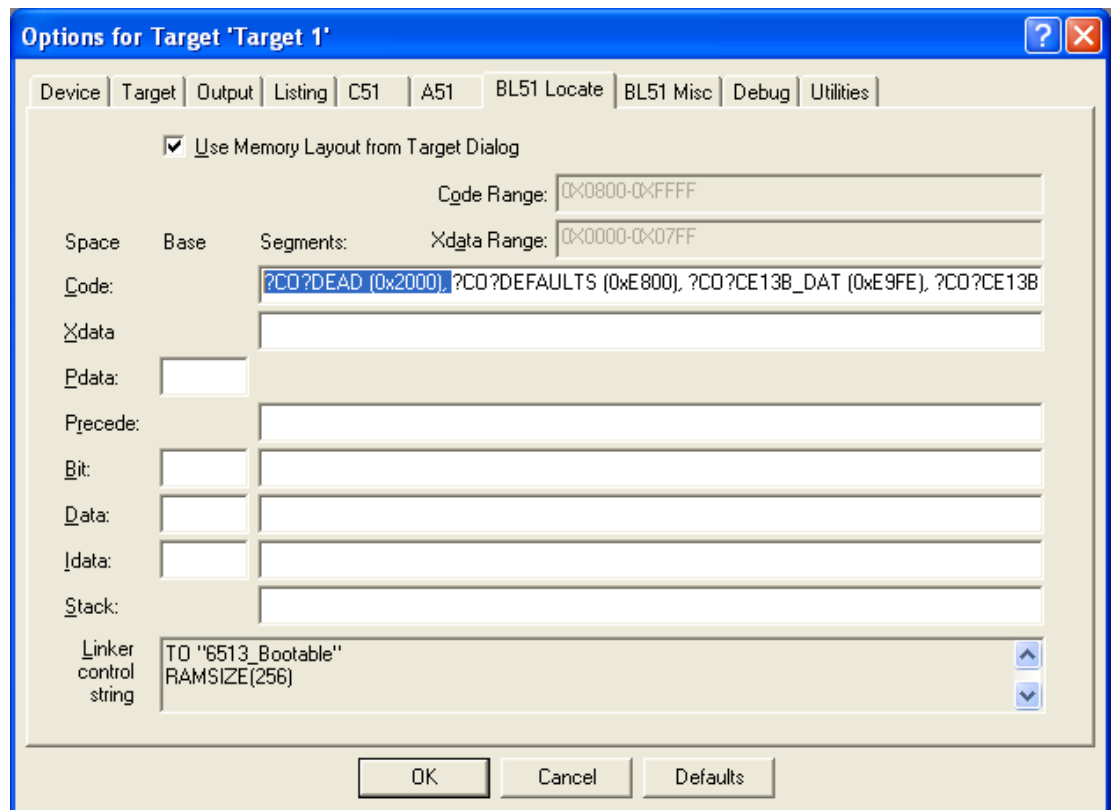 Options for Target 'Target 1'
Device Target Output Listing C51 A51 BL51 Locate BL51 Misc Debug Utilities
Use Memory Layout from Target Dialog
Code Range: 0X0800-0XFFFF
Space Base Segments: Xdata Range: 0X0000-0X07FF
Code: ?CO?DEAD (0x2000), ?CO?DEFAULTS (0xE800), ?CO?CE13B_DAT (0xE9FE), ?CO?CE13B
Xdata
Pdata:
Precede:
Bit:
Data:
Idata:
Stack:
Linker control string
TO "6513_Bootable"
RAMSIZE(256)
OK Cancel Defaults